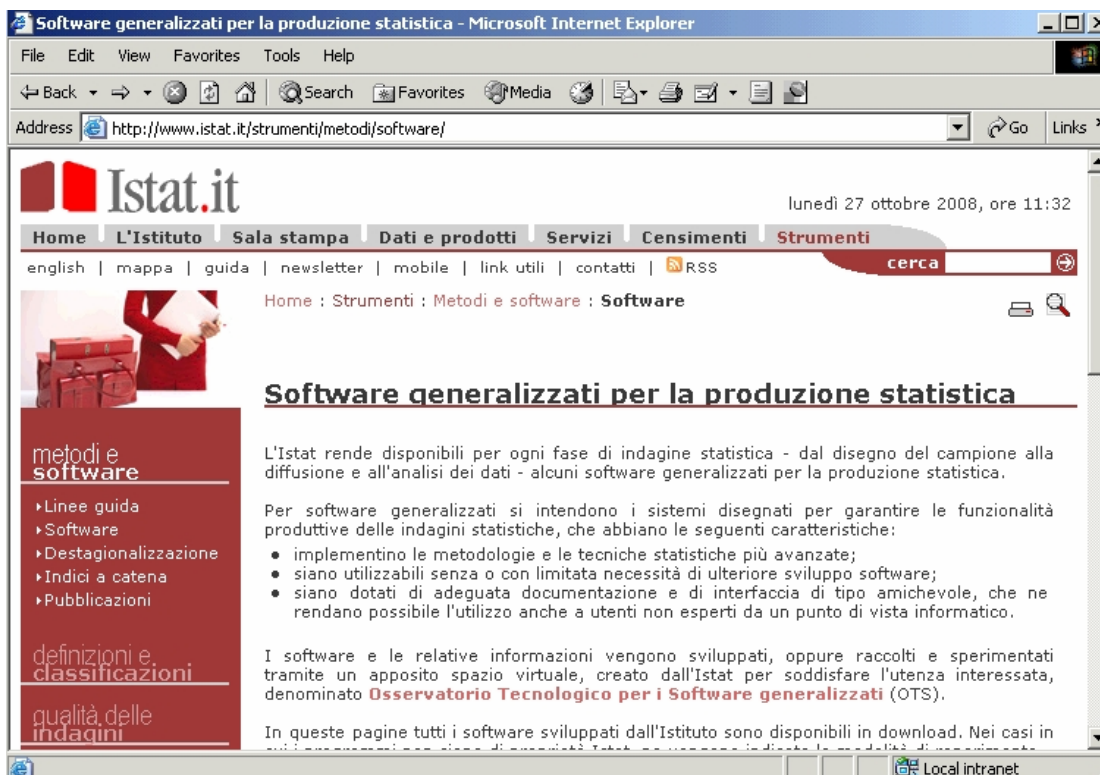 Software generalizzati per la produzione statistica - Microsoft Internet Explorer
File Edit View Favorites Tools Help
Back Search Favorites Media
Address http://www.istat.it/strumenti/metodi/software/ Go Links
Istat.it
lunedì 27 ottobre 2008, ore 11:32
Home L'Istituto Sala stampa Dati e prodotti Servizi Censimenti Strumenti
english | mappa | guida | newsletter | mobile | link utili | contatti | RSS cerca
Home : Strumenti : Metodi e software : Software
Software generalizzati per la produzione statistica
metodi e
software
▸Linee guida
▸Software
▸Destagionalizzazione
▸Indici a catena
▸Pubblicazioni
definizioni e
classificazioni
qualità delle
indagini
L'Istat rende disponibili per ogni fase di indagine statistica - dal disegno del campione alla
diffusione e all'analisi dei dati - alcuni software generalizzati per la produzione statistica.
Per software generalizzati si intendono i sistemi disegnati per garantire le funzionalità
produttive delle indagini statistiche, che abbiano le seguenti caratteristiche:
● implementino le metodologie e le tecniche statistiche più avanzate;
● siano utilizzabili senza o con limitata necessità di ulteriore sviluppo software;
● siano dotati di adeguata documentazione e di interfaccia di tipo amichevole, che ne
rendano possibile l'utilizzo anche a utenti non esperti da un punto di vista informatico.
I software e le relative informazioni vengono sviluppati, oppure raccolti e sperimentati
tramite un apposito spazio virtuale, creato dall'Istat per soddisfare l'utenza interessata,
denominato Osservatorio Tecnologico per i Software generalizzati (OTS).
In queste pagine tutti i software sviluppati dall'Istituto sono disponibili in download. Nei casi in
Local intranet